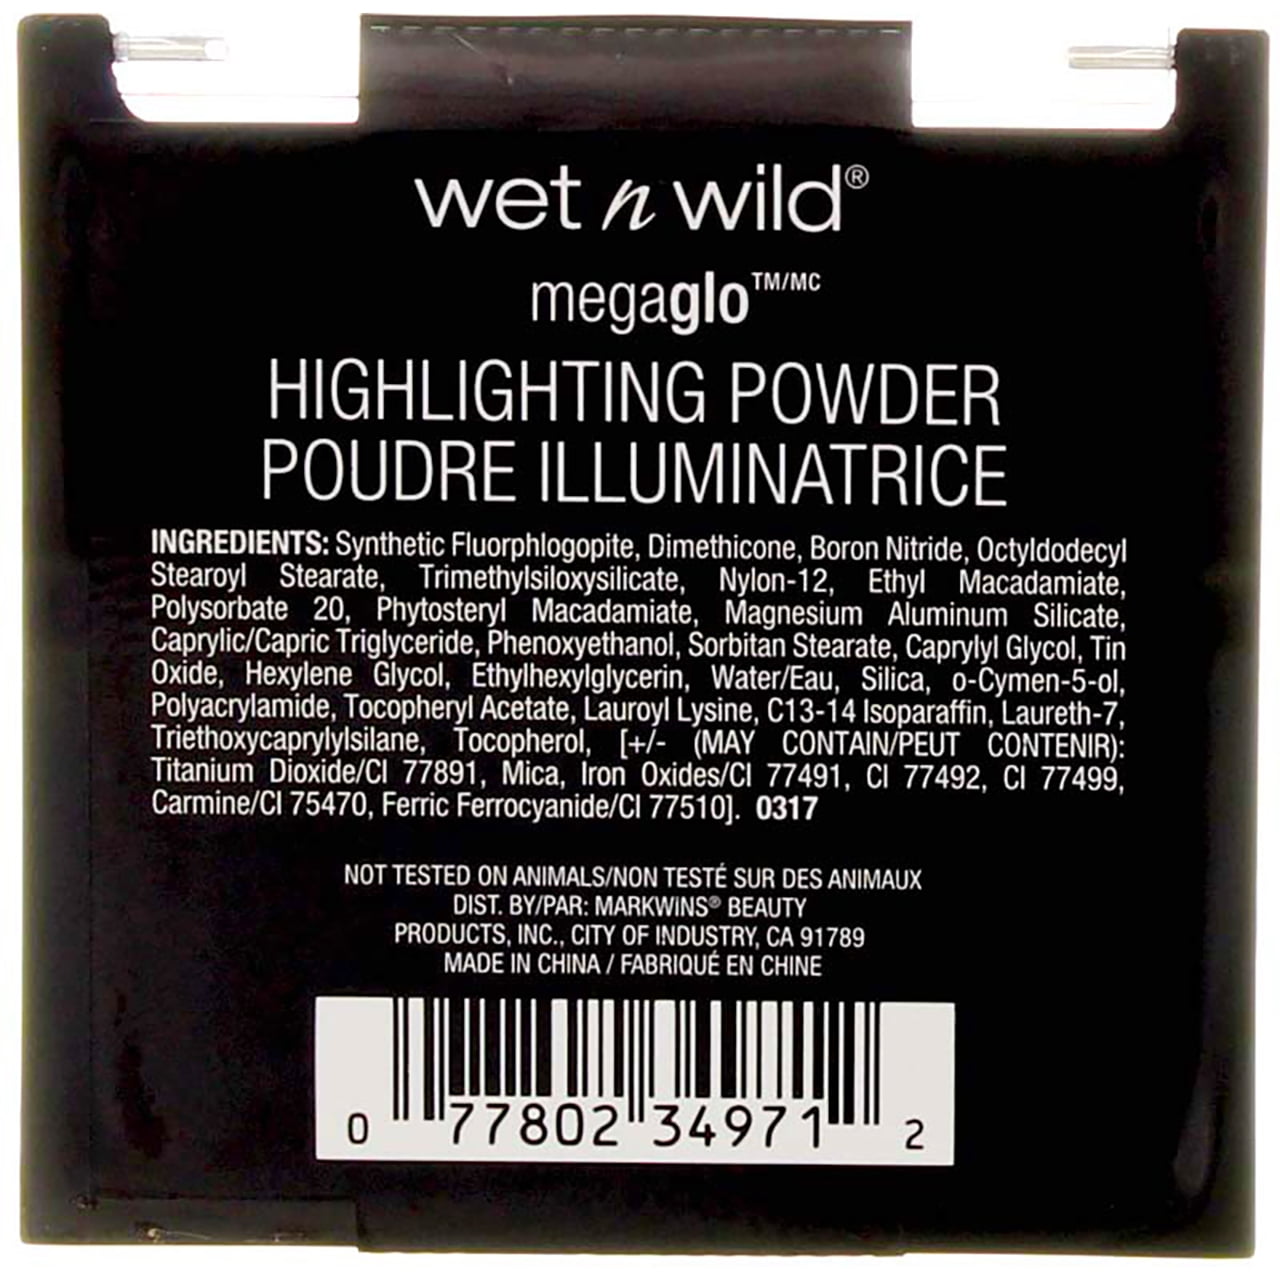 wet n wild®
megaglo™/MC
HIGHLIGHTING POWDER
POUDRE ILLUMINATRICE
INGREDIENTS: Synthetic Fluorphlogopite, Dimethicone, Boron Nitride, Octyldodecyl
Stearoyl Stearate, Trimethylsiloxysilicate, Nylon-12, Ethyl Macadamiate,
Polysorbate 20, Phytosteryl Macadamiate, Magnesium Aluminum Silicate,
Caprylic/Capric Triglyceride, Phenoxyethanol, Sorbitan Stearate, Caprylyl Glycol, Tin
Oxide, Hexylene Glycol, Ethylhexylglycerin, Water/Eau, Silica, o-Cymen-5-ol,
Polyacrylamide, Tocopheryl Acetate, Lauroyl Lysine, C13-14 Isoparaffin, Laureth-7,
Triethoxycaprylylsilane, Tocopherol, [+/- (MAY CONTAIN/PEUT CONTENIR):
Titanium Dioxide/CI 77891, Mica, Iron Oxides/CI 77491, CI 77492, CI 77499,
Carmine/CI 75470, Ferric Ferrocyanide/CI 77510]. 0317
NOT TESTED ON ANIMALS/NON TESTÉ SUR DES ANIMAUX
DIST. BY/PAR: MARKWINS® BEAUTY
PRODUCTS, INC., CITY OF INDUSTRY, CA 91789
MADE IN CHINA / FABRIQUÉ EN CHINE
0 77802 34971 2